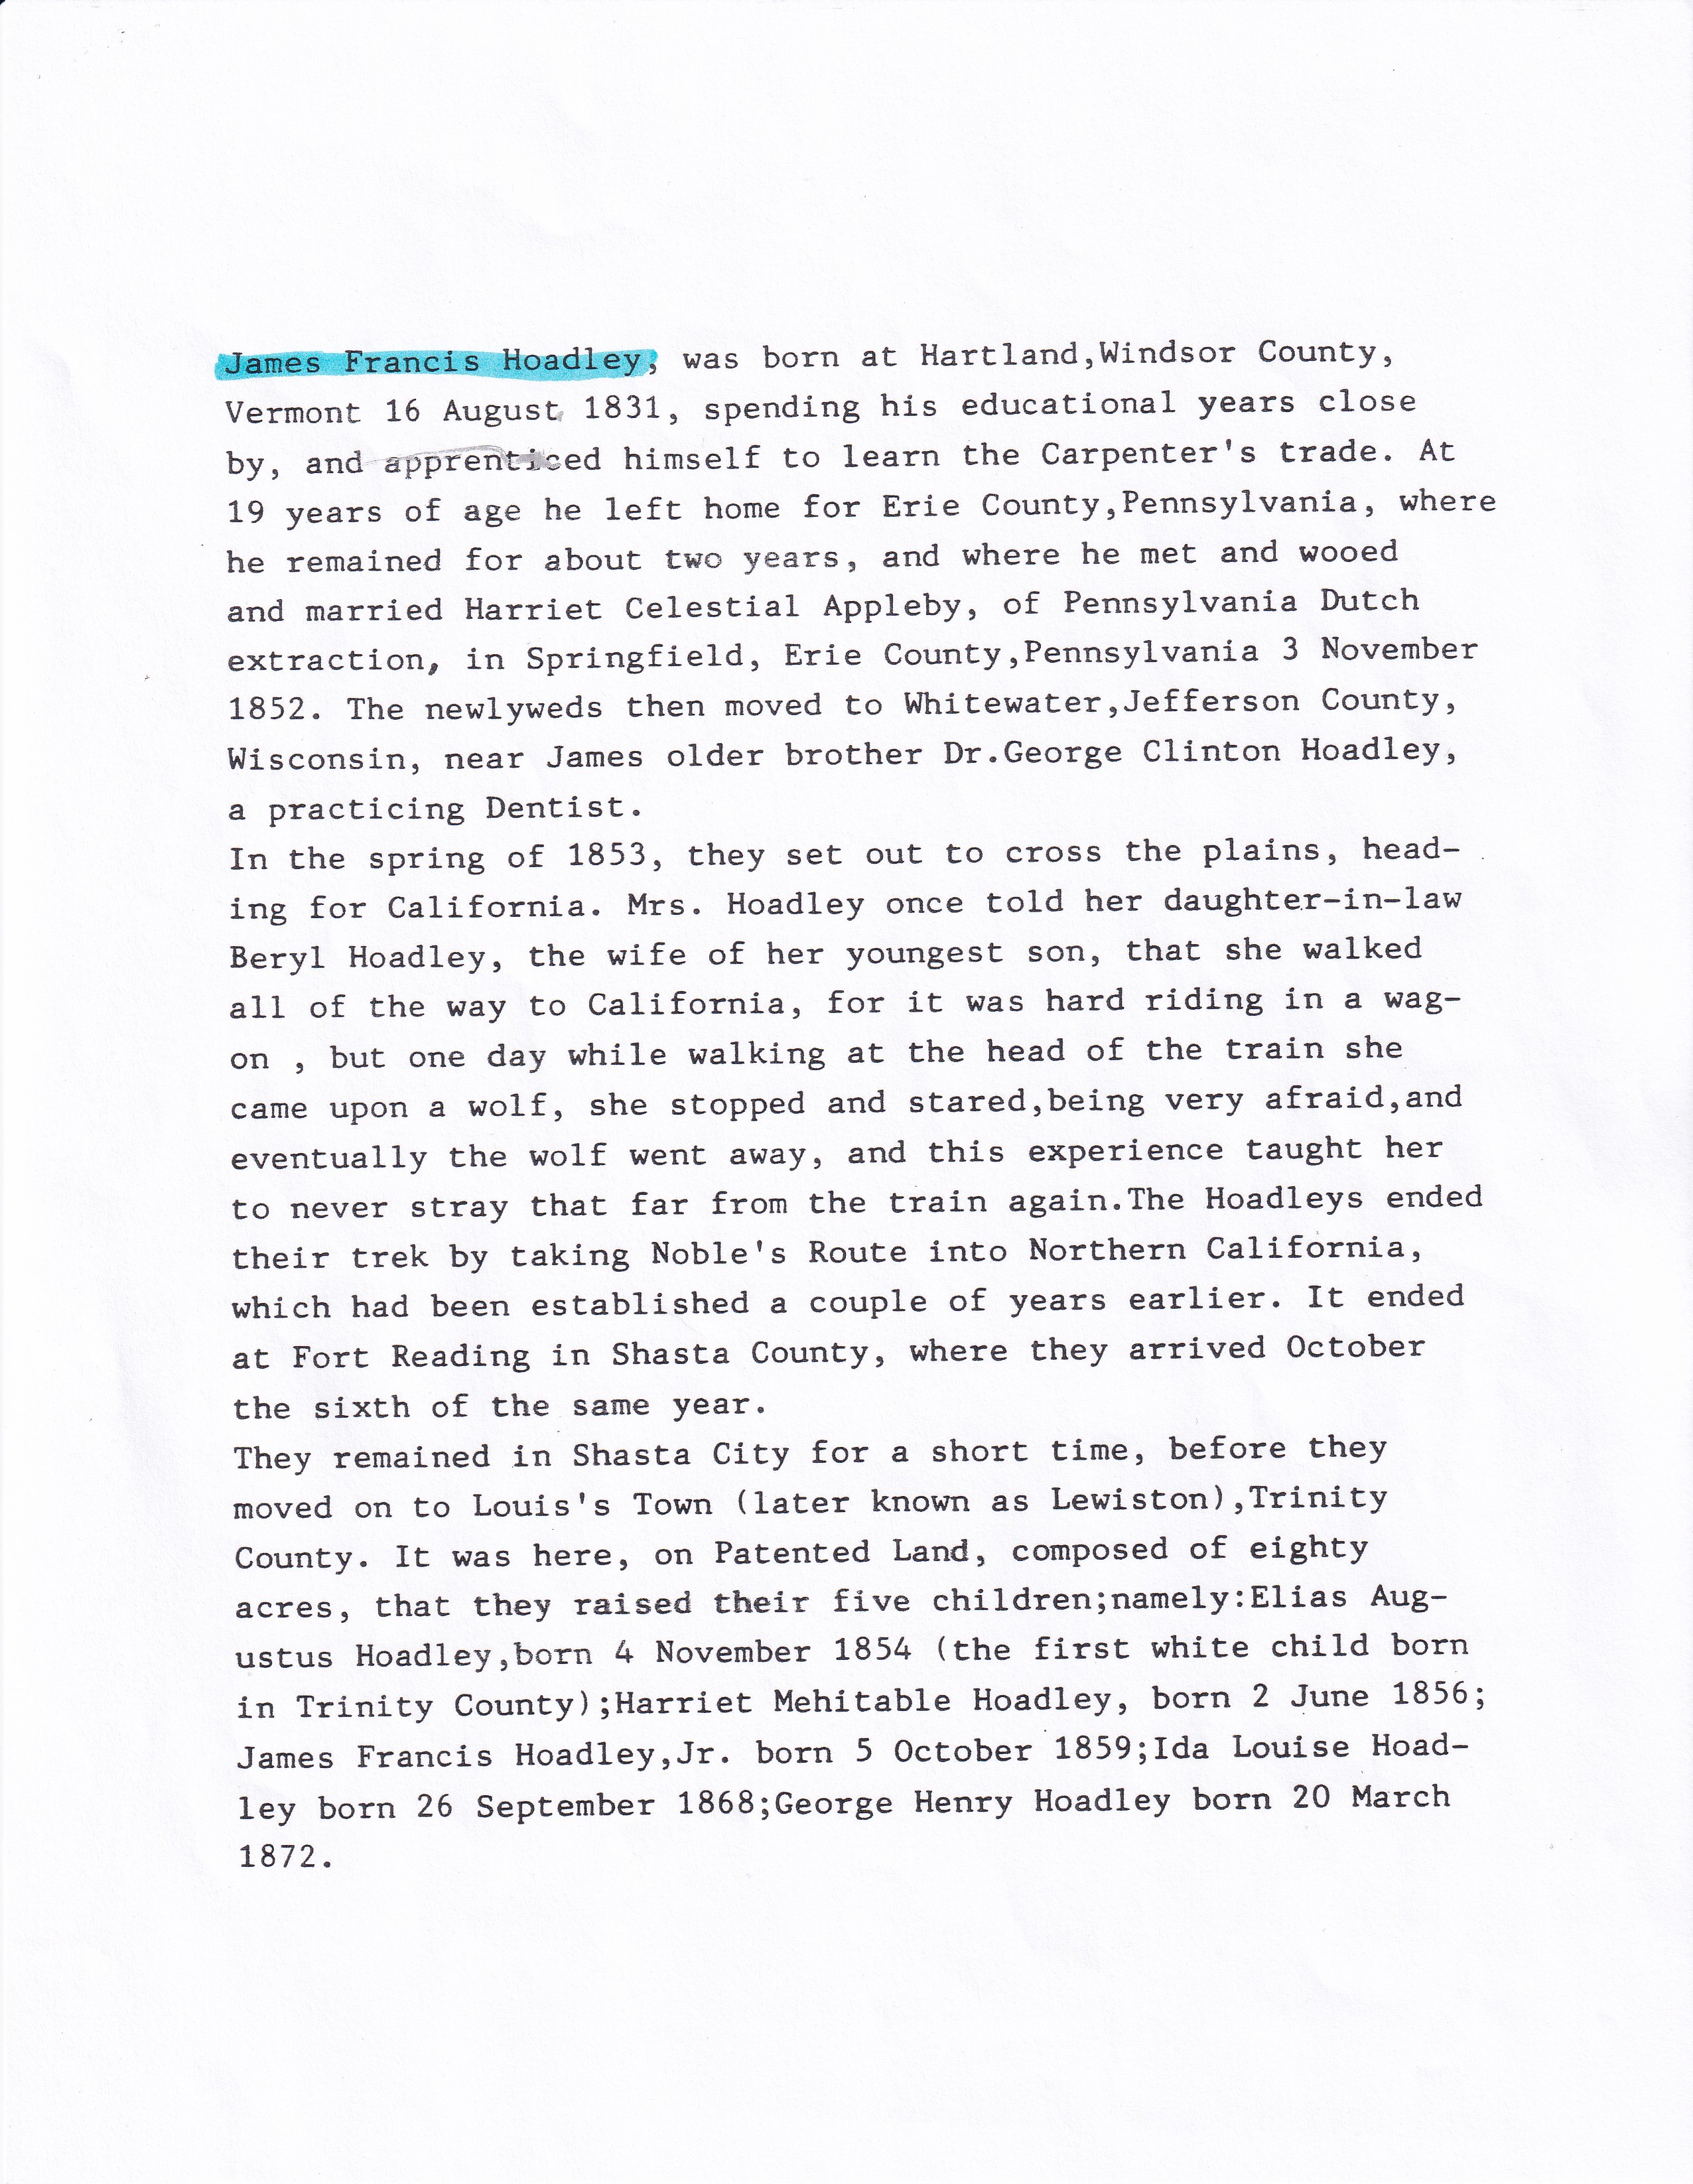 James Francis Hoadley, was born at Hartland,Windsor County,
Vermont 16 August 1831, spending his educational years close
by, and apprenticed himself to learn the Carpenter's trade. At
19 years of age he left home for Erie County,Pennsylvania, where
he remained for about two years, and where he met and wooed
and married Harriet Celestial Appleby, of Pennsylvania Dutch
extraction, in Springfield, Erie County,Pennsylvania 3 November
1852. The newlyweds then moved to Whitewater,Jefferson County,
Wisconsin, near James older brother Dr.George Clinton Hoadley,
a practicing Dentist.
In the spring of 1853, they set out to cross the plains, head-
ing for California. Mrs. Hoadley once told her daughter-in-law
Beryl Hoadley, the wife of her youngest son, that she walked
all of the way to California, for it was hard riding in a wag-
on , but one day while walking at the head of the train she
came upon a wolf, she stopped and stared,being very afraid,and
eventually the wolf went away, and this experience taught her
to never stray that far from the train again.The Hoadleys ended
their trek by taking Noble's Route into Northern California,
which had been established a couple of years earlier. It ended
at Fort Reading in Shasta County, where they arrived October
the sixth of the same year.
They remained in Shasta City for a short time, before they
moved on to Louis's Town (later known as Lewiston),Trinity
County. It was here, on Patented Land, composed of eighty
acres, that they raised their five children;namely:Elias Aug-
ustus Hoadley,born 4 November 1854 (the first white child born
in Trinity County);Harriet Mehitable Hoadley, born 2 June 1856;
James Francis Hoadley,Jr. born 5 October 1859;Ida Louise Hoad-
ley born 26 September 1868;George Henry Hoadley born 20 March
1872.